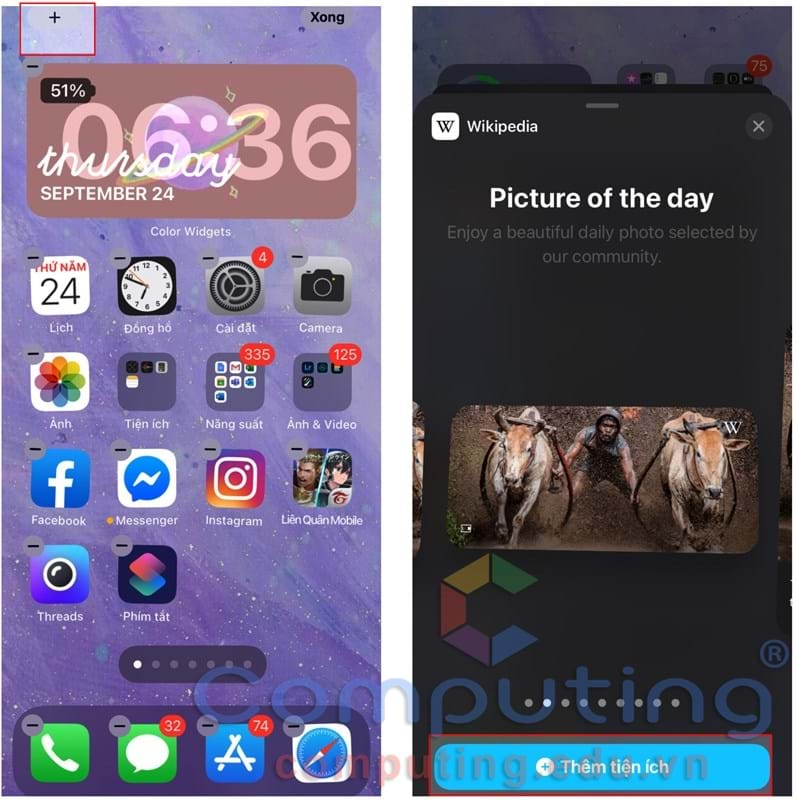 +
Xong
51%
06:36
thursday
SEPTEMBER 24
Color Widgets
4
THỨ NĂM
24
Lịch
Đồng hồ
Cài đặt
Camera
335
125
Ảnh
Tiện ích
Năng suất
Ảnh & Video
Facebook
Messenger
Instagram
Liên Quân Mobile
Threads
Phím tắt
32
74
75
W
Wikipedia
Picture of the day
Enjoy a beautiful daily photo selected by
our community.
W
Computing®
computing.edu.vn
Thêm tiện ích